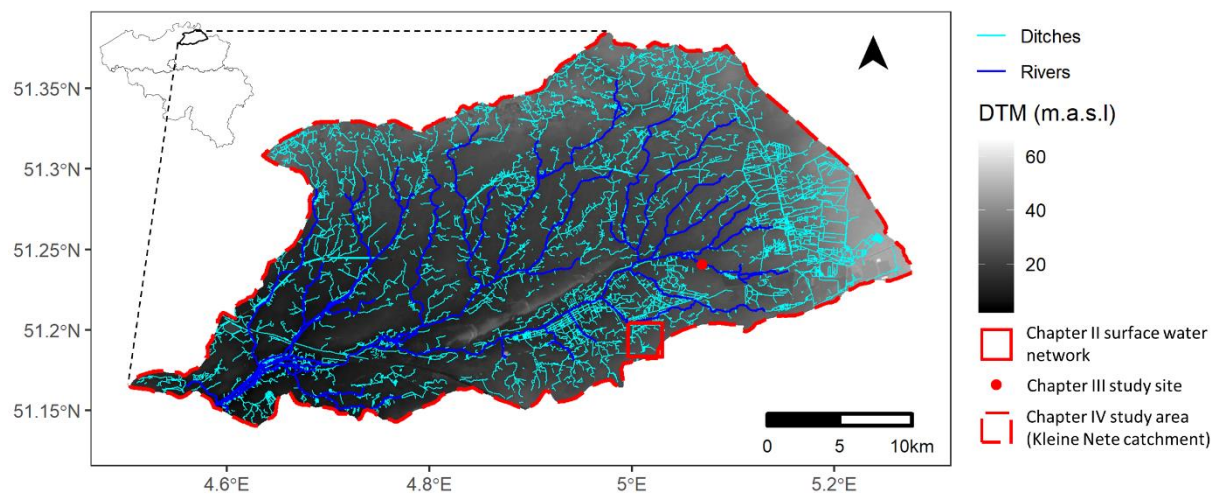 51.35°N
51.3°N
51.25°N
51.2°N
51.15°N
4.6°E
4.8°E
5°E
5.2°E
0 5 10km
Ditches
Rivers
DTM (m.a.s.l)
60
40
20
Chapter II surface water
network
Chapter III study site
Chapter IV study area
(Kleine Nete catchment)